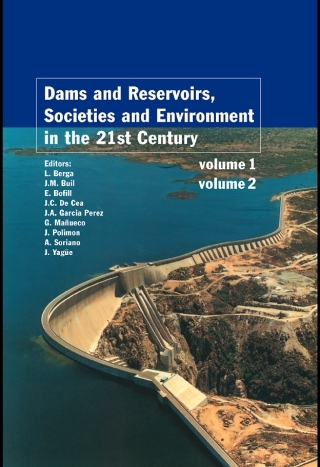 Dams and Reservoirs,
Societies and Environment
in the 21st Century
Editors:
L. Berga
J.M. Buil
E. Bofill
J.C. De Cea
J.A. Garcia Perez
G. Mañueco
J. Polimon
A. Soriano
J. Yagüe
volume 1
volume 2